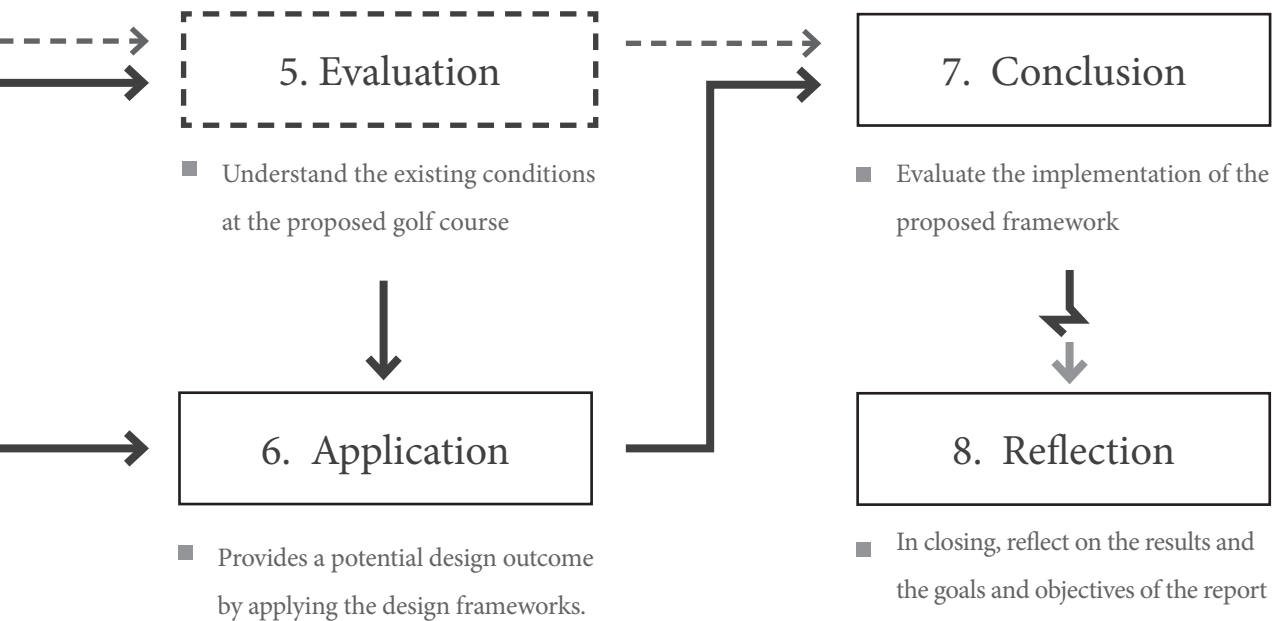 5. Evaluation
Understand the existing conditions
at the proposed golf course
6. Application
Provides a potential design outcome
by applying the design frameworks.
7. Conclusion
Evaluate the implementation of the
proposed framework
8. Reflection
In closing, reflect on the results and
the goals and objectives of the report